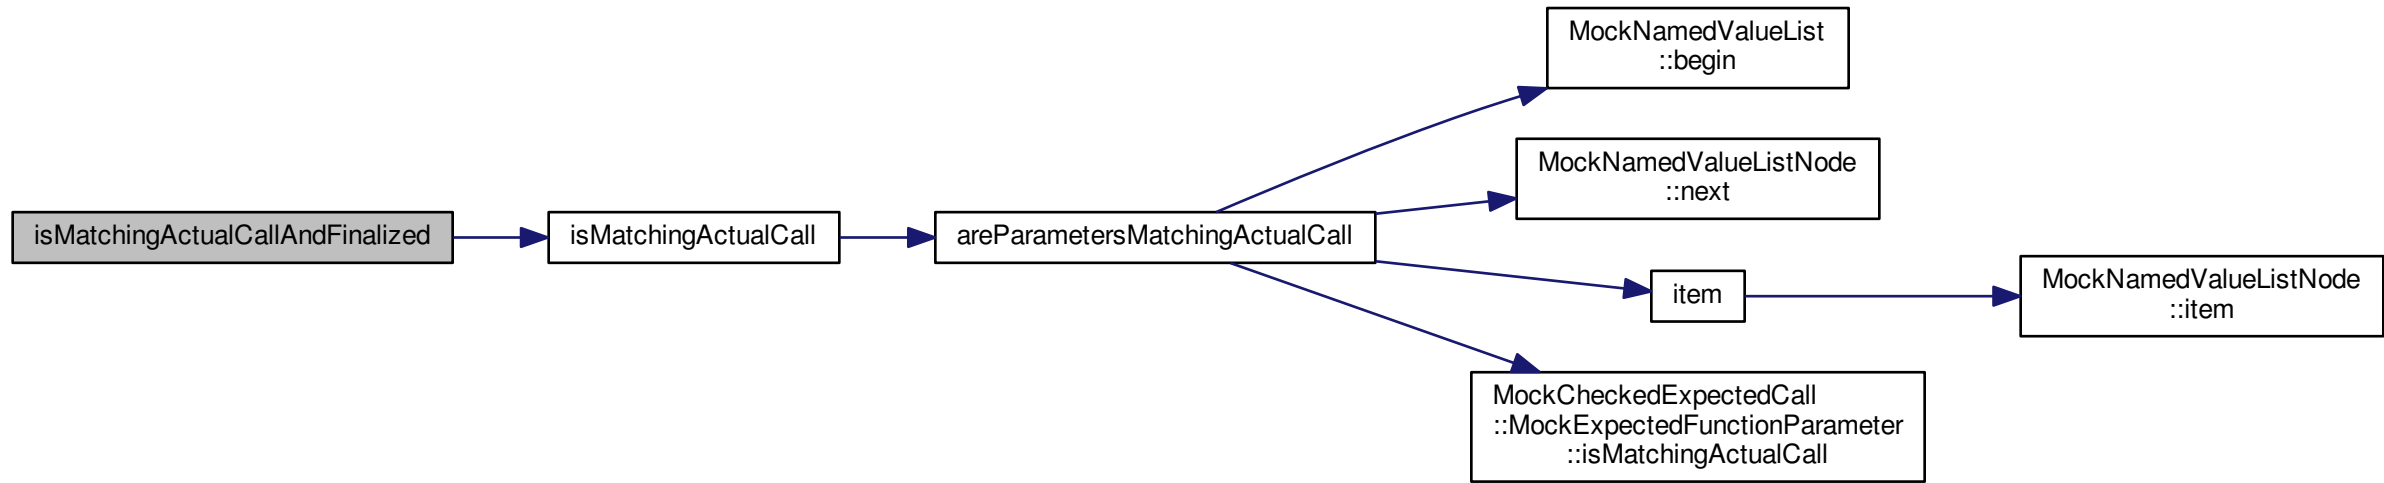 isMatchingActualCallAndFinalized
isMatchingActualCall
areParametersMatchingActualCall
MockNamedValueList
::begin
MockNamedValueListNode
::next
item
MockNamedValueListNode
::item
MockCheckedExpectedCall
::MockExpectedFunctionParameter
::isMatchingActualCall